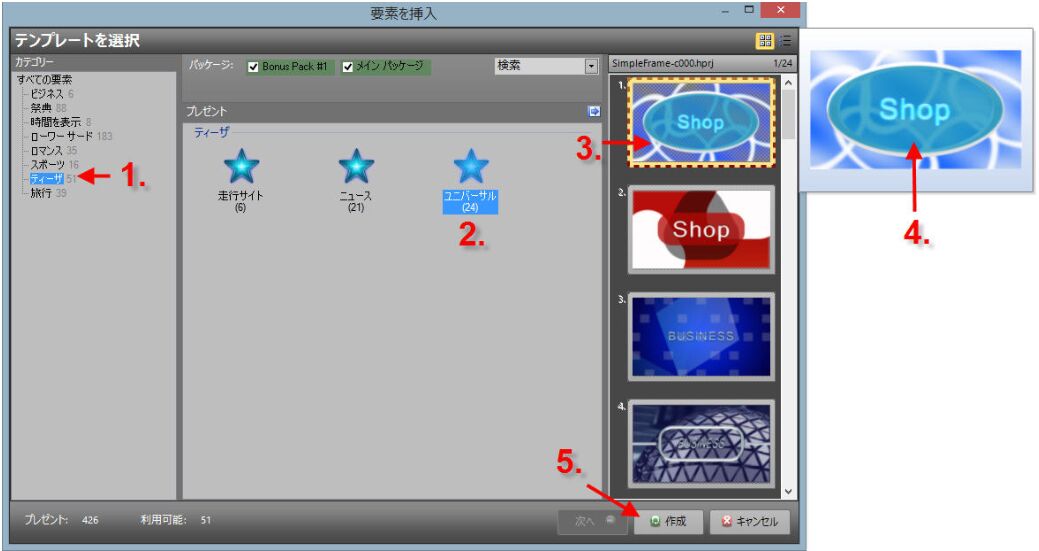 要素を挿入
テンプレートを選択
カテゴリー
すべての要素
ビジネス 6
祭典 88
時間を表示 8
ローワー サード 183
ロマンス 35
スポーツ 16
ティーザ 51
旅行 39
1.
パッケージ: Bonus Pack #1 メイン パッケージ 検索
プレゼント
ティーザ
走行サイト
(6)
ニュース
(21)
ユニバーサル
(24)
2.
SimpleFrame-c000.hprj 1/24
1.
Shop
3.
2.
Shop
3.
BUSINESS
4.
BUSINESS
Shop
4.
5.
プレゼント: 426 利用可能: 51
次へ
作成
キャンセル